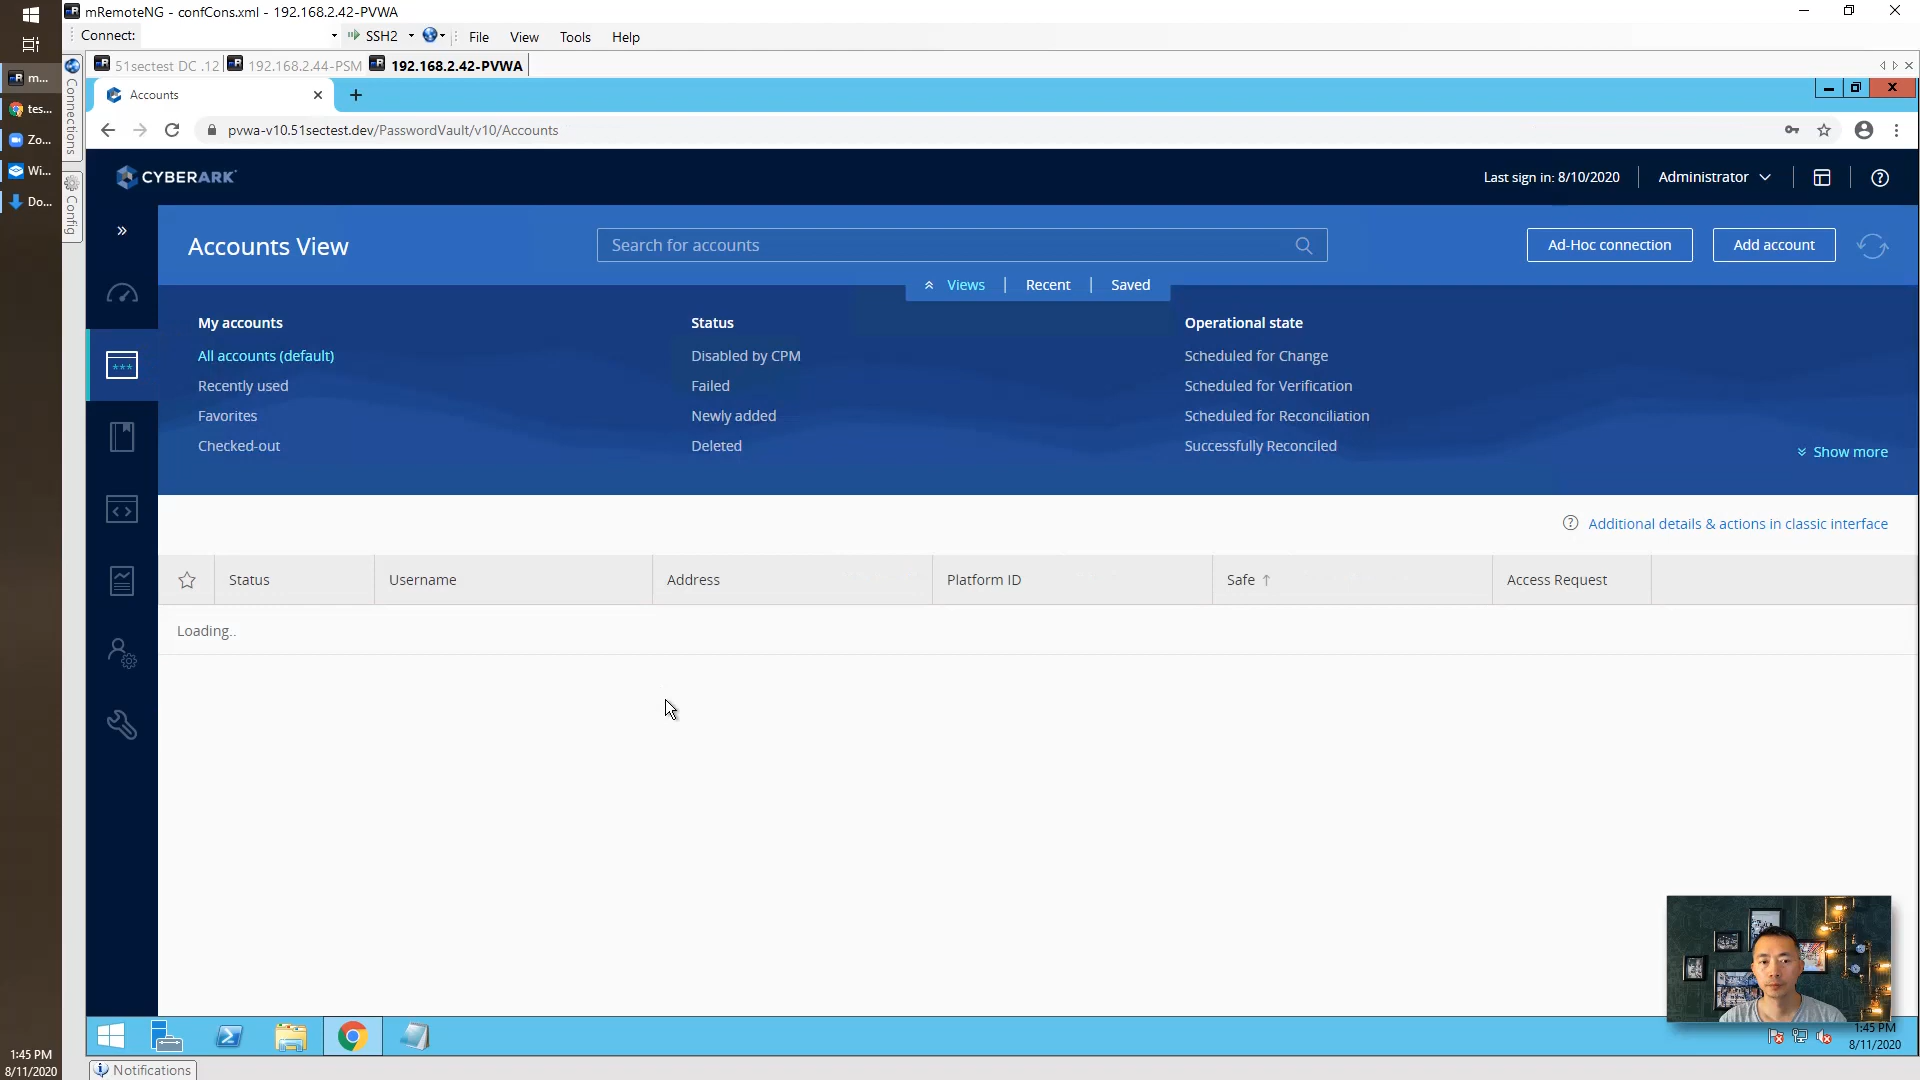 mRemoteNG - confCons.xml - 192.168.2.42-PVWA
Connect:
SSH2
File
View
Tools
Help
m...
tes...
Zo...
Wi...
Do...
Connections
Config
51sectest DC .12
192.168.2.44-PSM
192.168.2.42-PVWA
Accounts
pvwa-v10.51sectest.dev/PasswordVault/v10/Accounts
CYBERARK
Last sign in: 8/10/2020
Administrator
Accounts View
Search for accounts
Ad-Hoc connection
Add account
Views
Recent
Saved
My accounts
All accounts (default)
Recently used
Favorites
Checked-out
Status
Disabled by CPM
Failed
Newly added
Deleted
Operational state
Scheduled for Change
Scheduled for Verification
Scheduled for Reconciliation
Successfully Reconciled
Show more
Additional details & actions in classic interface
Status
Username
Address
Platform ID
Safe
Access Request
Loading..
1:45 PM
8/11/2020
1:45 PM
8/11/2020
Notifications